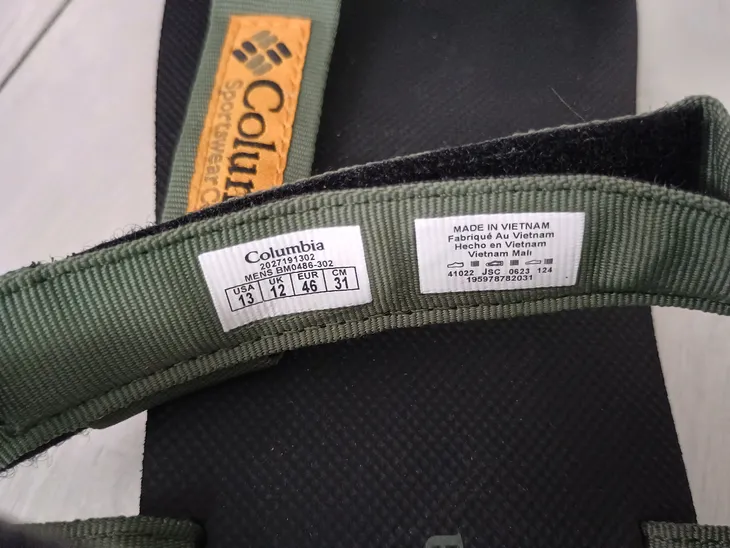 Columbia
Sportswear
Columbia
2027191302
MENS BM0486-302
USA UK EUR CM
13 12 46 31
MADE IN VIETNAM
Fabriqué Au Vietnam
Hecho en Vietnam
Vietnam Malı
41022 JSC 0623 124
195978782031